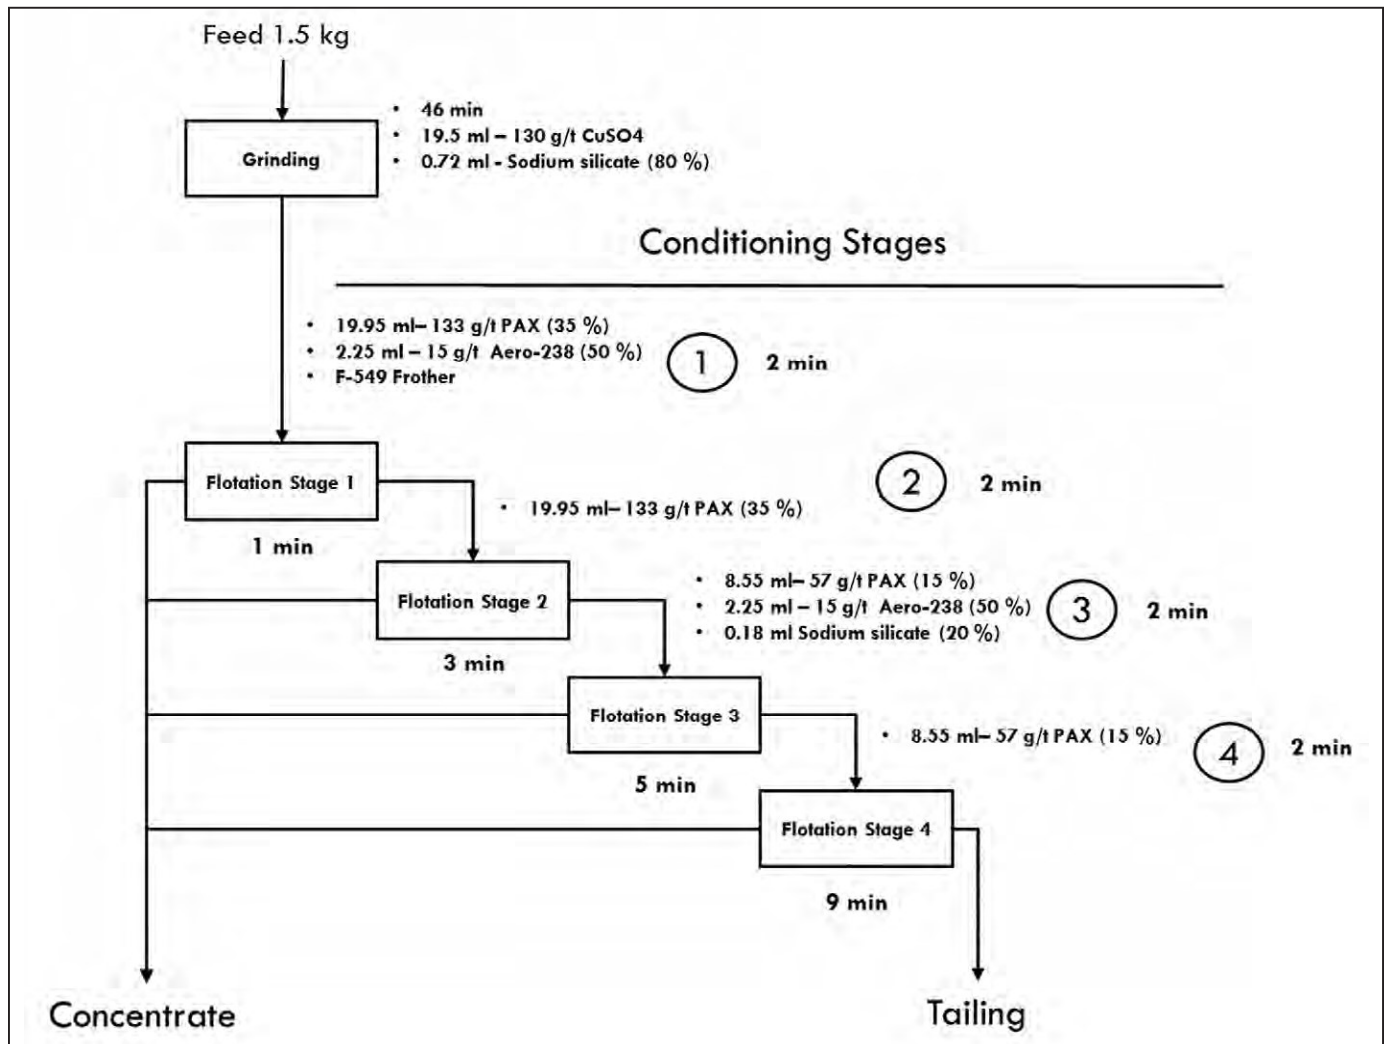 Feed 1.5 kg
• 46 min
• 19.5 ml – 130 g/t CuSO4
• 0.72 ml - Sodium silicate (80 %)
Grinding
Conditioning Stages
• 19.95 ml– 133 g/t PAX (35 %)
• 2.25 ml – 15 g/t Aero-238 (50 %)
• F-549 Frother
1
2 min
Flotation Stage 1
1 min
• 19.95 ml– 133 g/t PAX (35 %)
2
2 min
Flotation Stage 2
3 min
• 8.55 ml– 57 g/t PAX (15 %)
• 2.25 ml – 15 g/t Aero-238 (50 %)
• 0.18 ml Sodium silicate (20 %)
3
2 min
Flotation Stage 3
5 min
• 8.55 ml– 57 g/t PAX (15 %)
4
2 min
Flotation Stage 4
9 min
Concentrate
Tailing